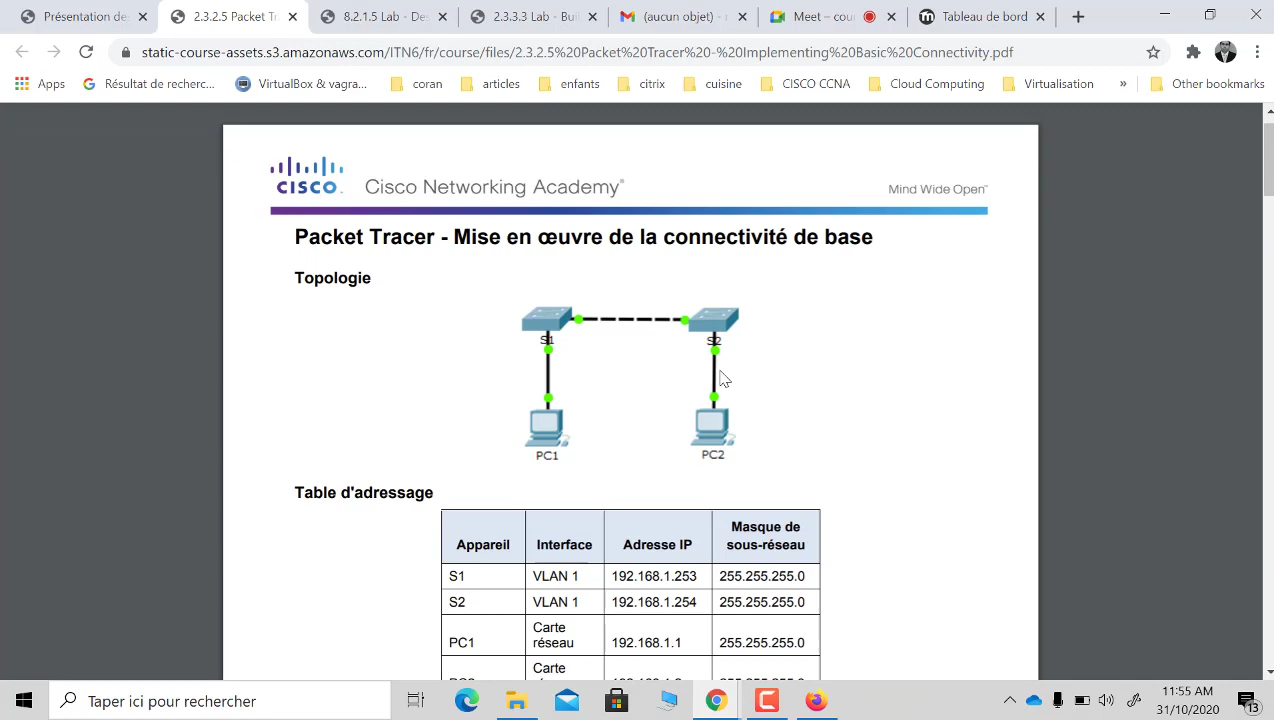 Présentation des
2.3.2.5 Packet Tr
8.2.1.5 Lab - De
2.3.3.3 Lab - Bui
(aucun objet) -
Meet – cou
Tableau de bord
static-course-assets.s3.amazonaws.com/ITN6/fr/course/files/2.3.2.5%20Packet%20Tracer%20-%20Implementing%20Basic%20Connectivity.pdf
Apps
Résultat de recherc...
VirtualBox & vagra...
coran
articles
enfants
citrix
cuisine
CISCO CCNA
Cloud Computing
Virtualisation
»
Other bookmarks
CISCO
Cisco Networking Academy®
Mind Wide Open™
Packet Tracer - Mise en œuvre de la connectivité de base
Topologie
S1
S2
PC1
PC2
Table d'adressage
Appareil Interface Adresse IP Masque de sous-réseau
S1 VLAN 1 192.168.1.253 255.255.255.0
S2 VLAN 1 192.168.1.254 255.255.255.0
PC1 Carte réseau 192.168.1.1 255.255.255.0
Carte
Taper ici pour rechercher
11:55 AM
31/10/2020
13